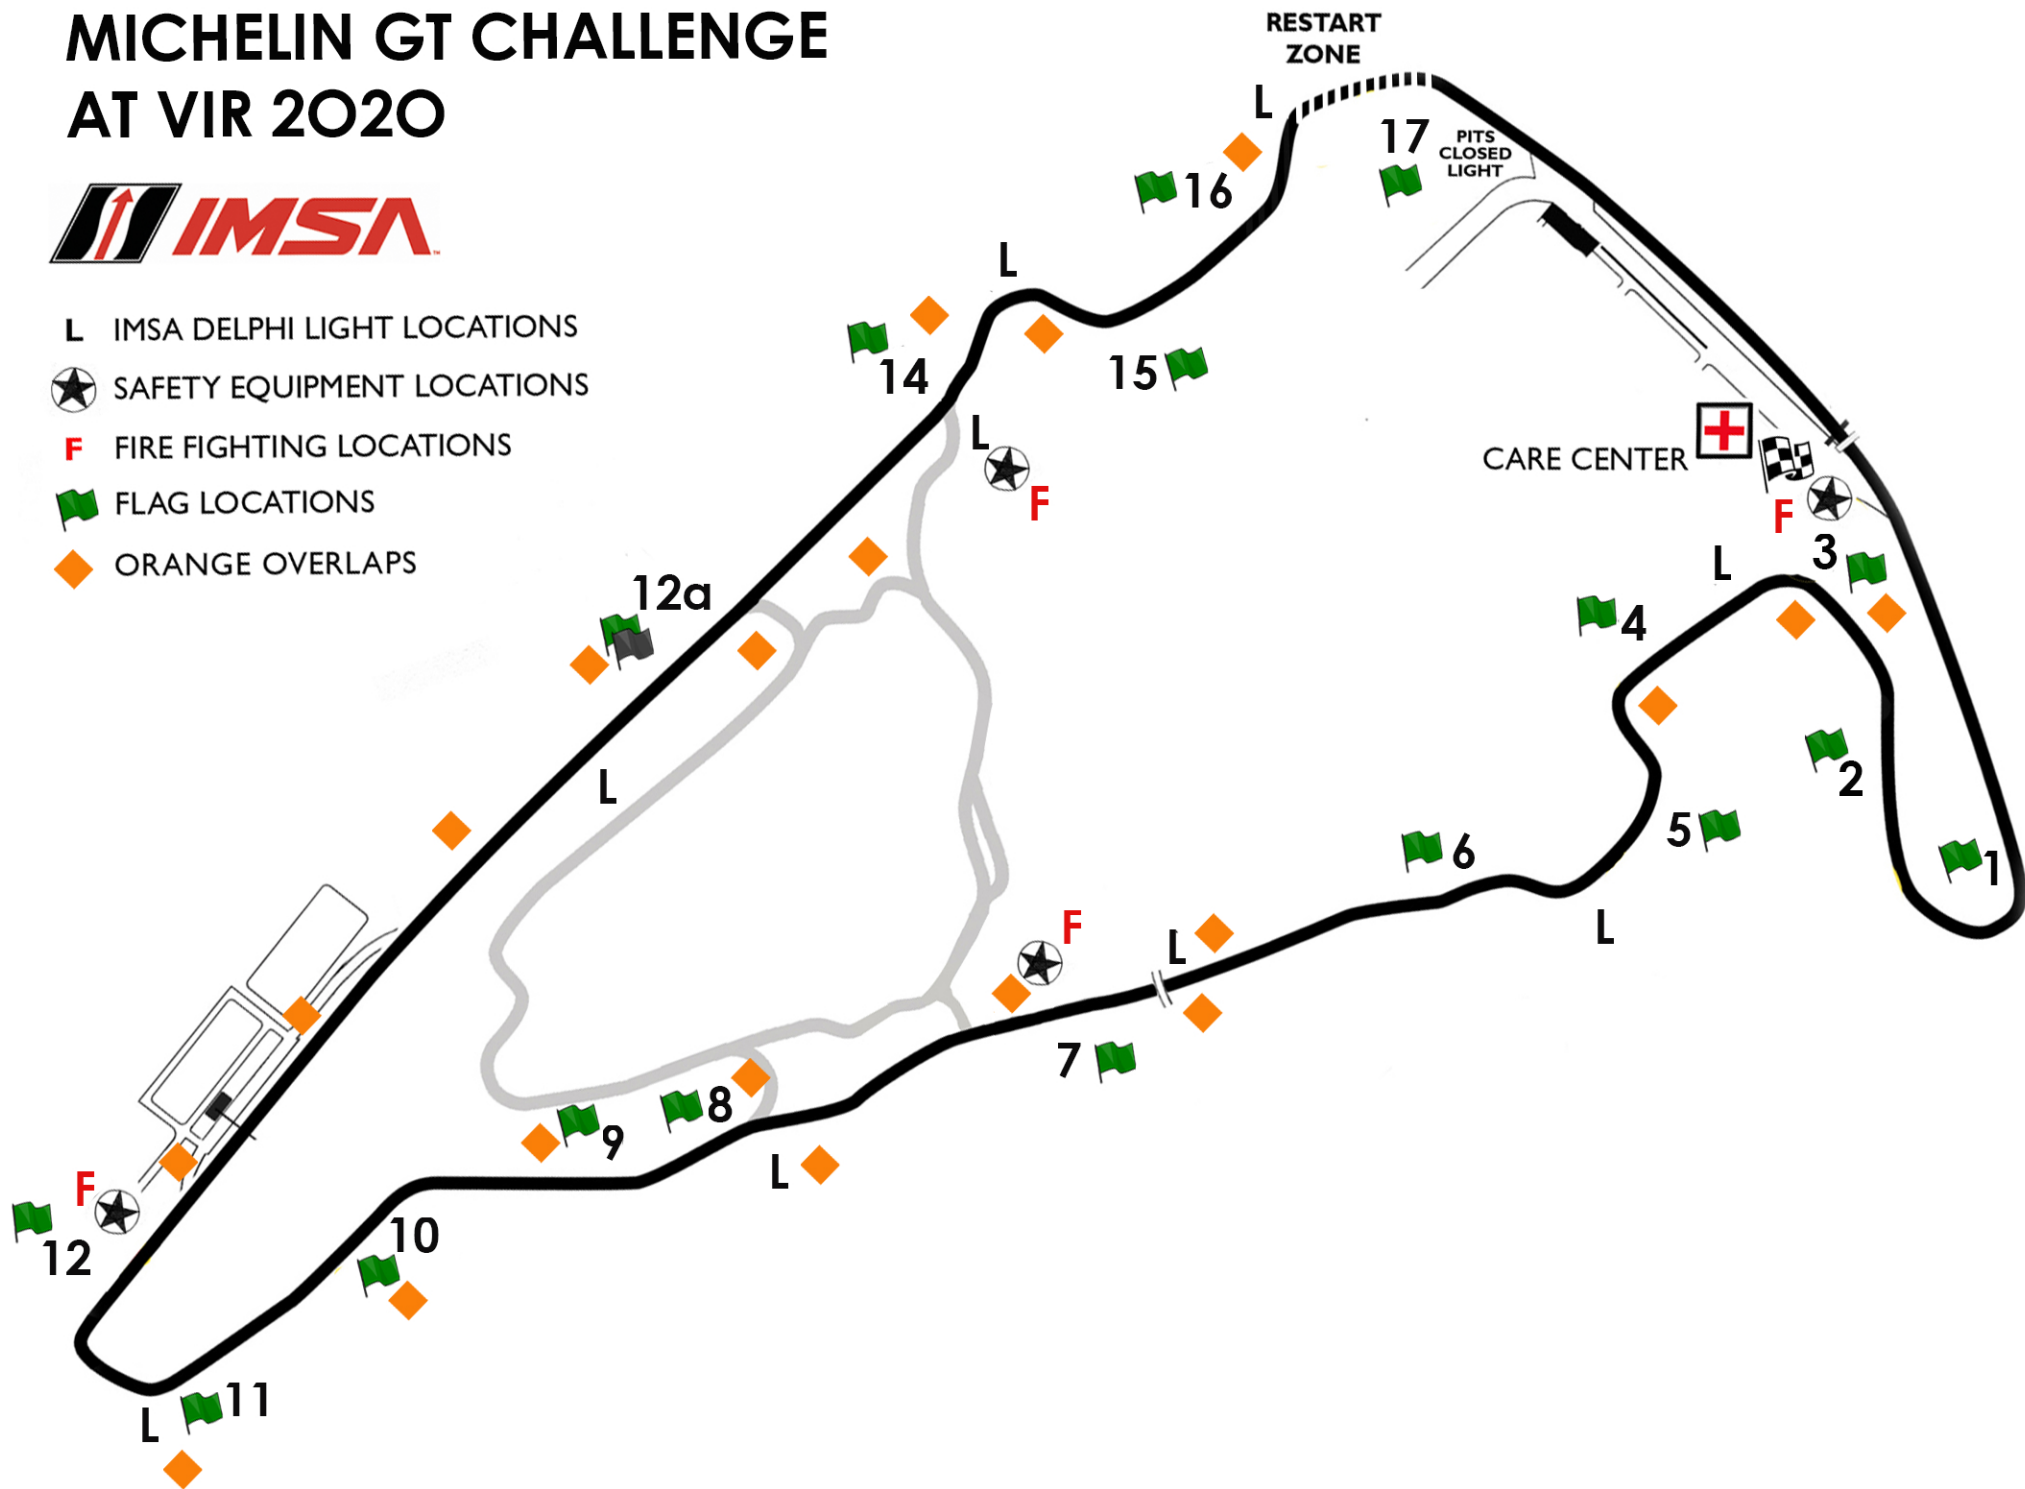 MICHELIN GT CHALLENGE
AT VIR 2020
IMSA
L IMSA DELPHI LIGHT LOCATIONS
SAFETY EQUIPMENT LOCATIONS
F FIRE FIGHTING LOCATIONS
FLAG LOCATIONS
ORANGE OVERLAPS
RESTART
ZONE
L
17
PITS
CLOSED
LIGHT
16
L
14
15
L
F
CARE CENTER
F
3
L
12a
4
2
L
5
6
1
F
L
L
7
8
9
L
F
12
10
11
L